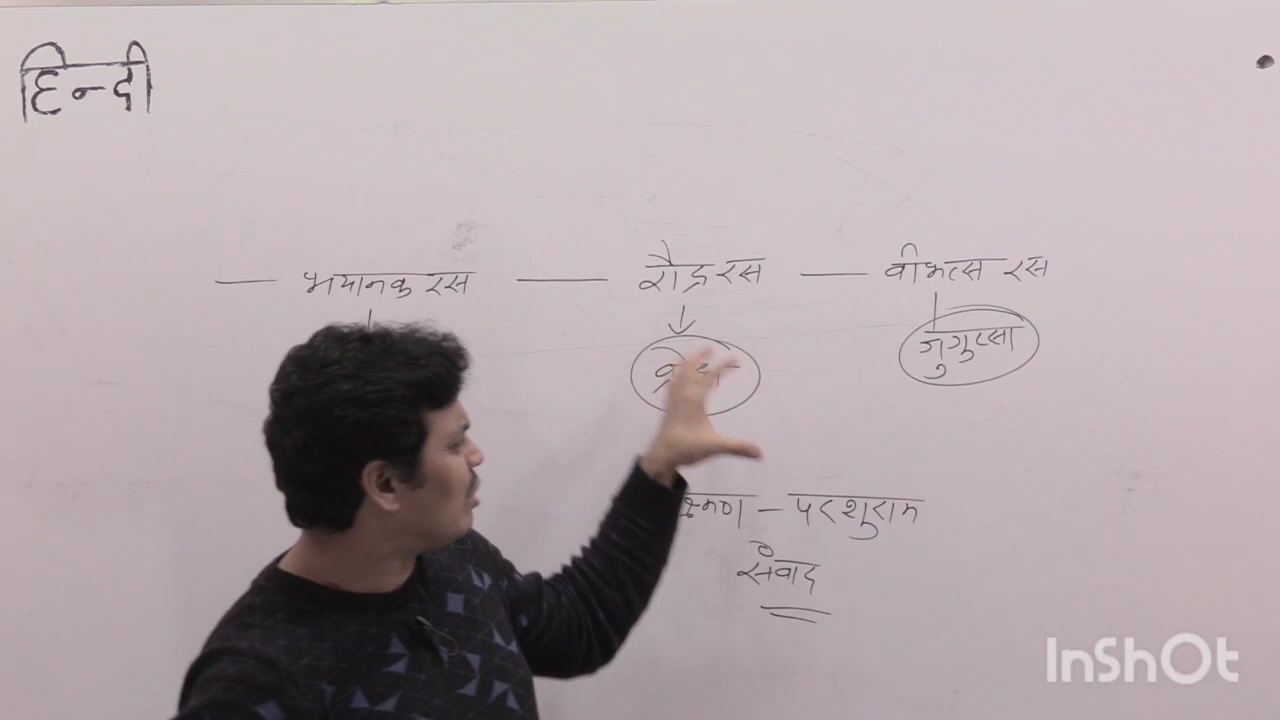 हिन्दी
— भयानक रस — रौद्र रस — वीभत्स रस
जुगुप्सा
— परशुराम
संवाद
InShOt